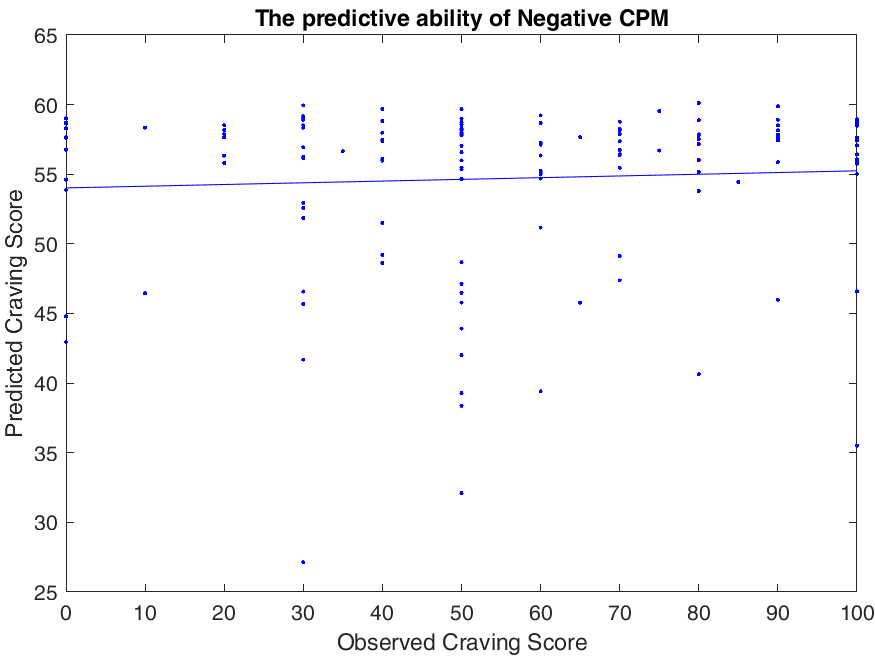 The predictive ability of Negative CPM
65
60
55
50
45
40
35
30
25
Predicted Craving Score
0 10 20 30 40 50 60 70 80 90 100
Observed Craving Score